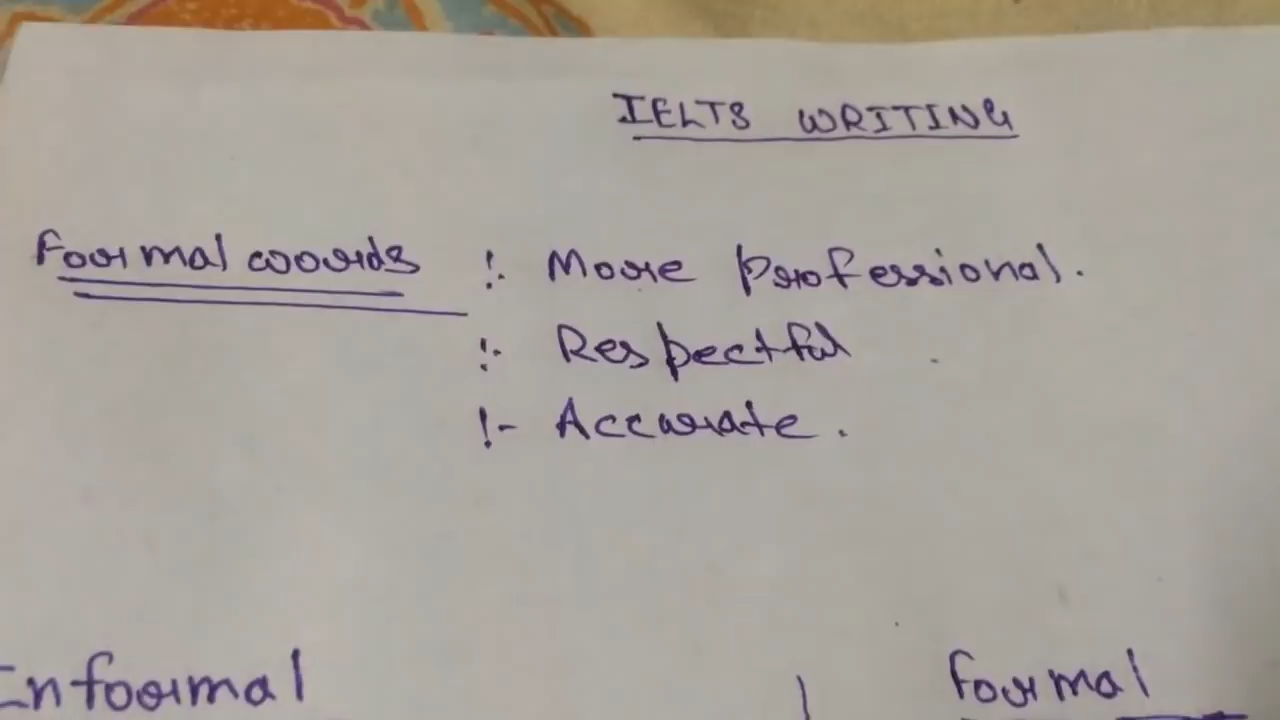 IELTS WRITING
Formal words :- More professional.
:- Respectful
:- Accurate.
Informal | Formal